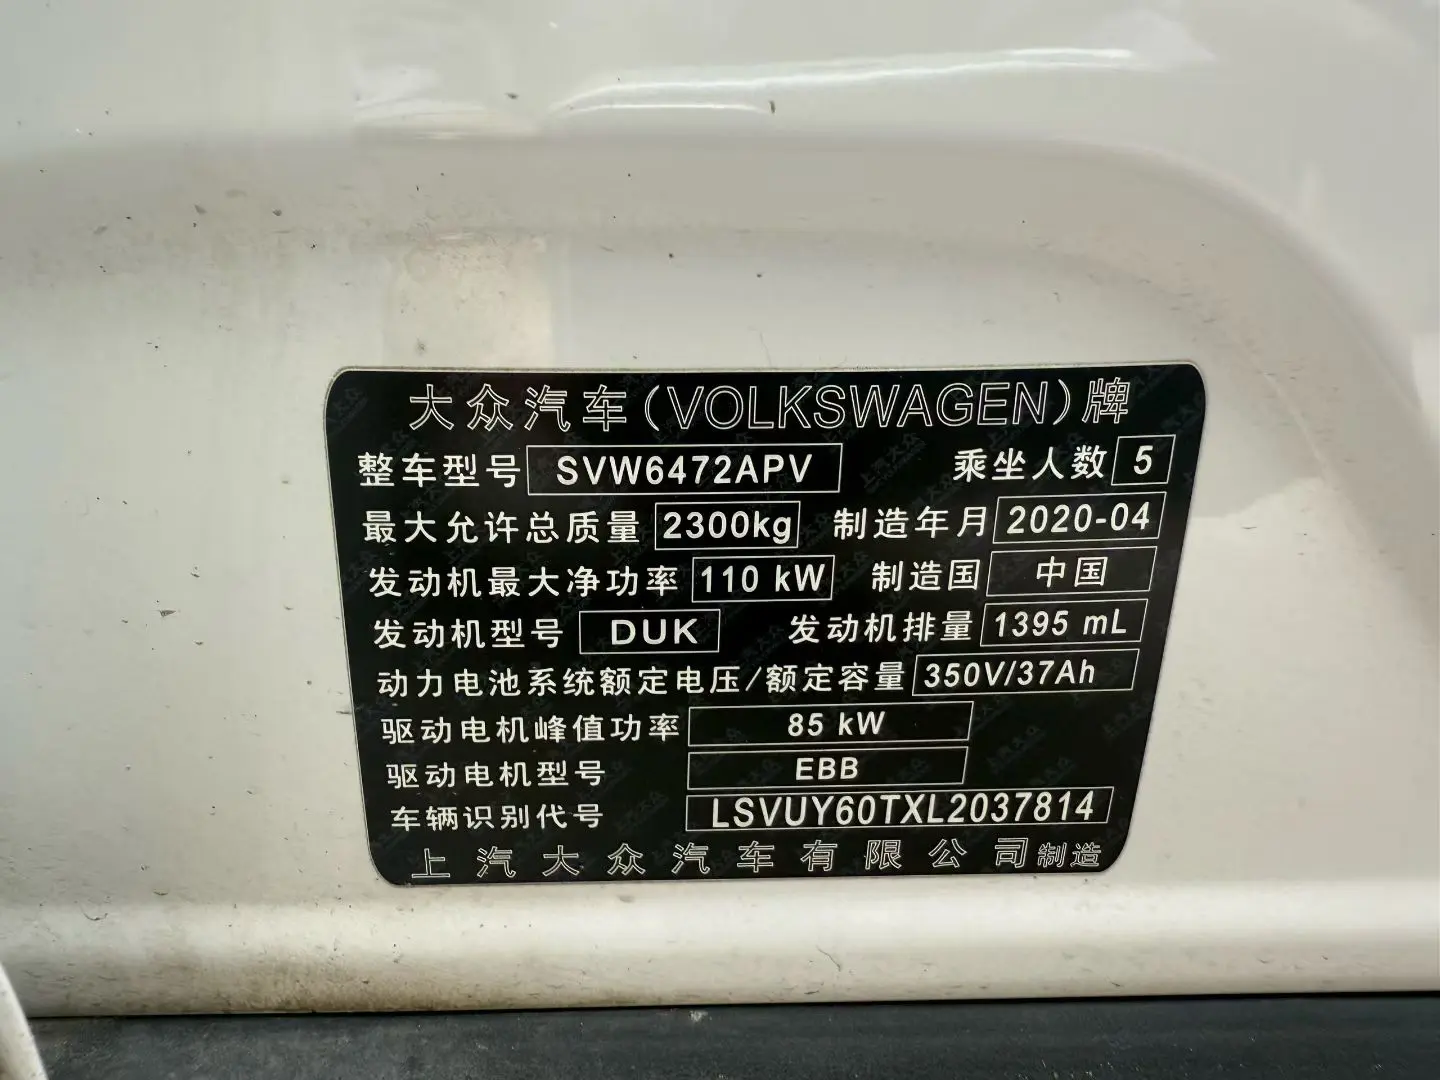 大众汽车(VOLKSWAGEN)牌
整车型号 SVW6472APV 乘坐人数 5
最大允许总质量 2300kg 制造年月 2020-04
发动机最大净功率 110 kW 制造国 中国
发动机型号 DUK 发动机排量 1395 mL
动力电池系统额定电压/额定容量 350V/37Ah
驱动电机峰值功率 85 kW
驱动电机型号 EBB
车辆识别代号 LSVUY60TXL2037814
上汽大众汽车有限公司制造